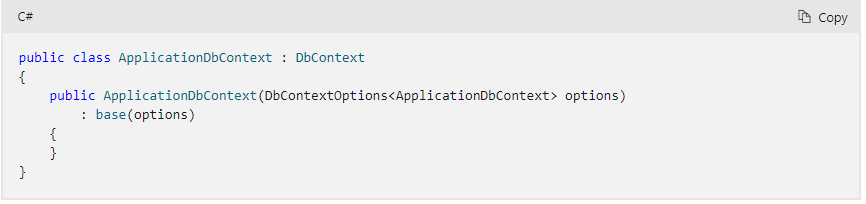 C#
Copy
public class ApplicationDbContext : DbContext
{
    public ApplicationDbContext(DbContextOptions<ApplicationDbContext> options)
        : base(options)
    {
    }
}